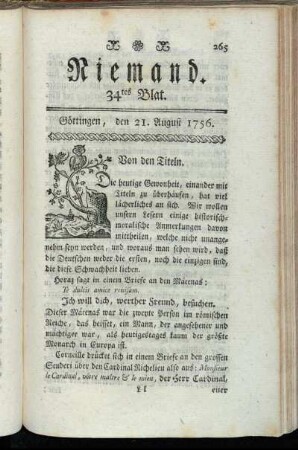 265
Niemand.
34tes Blat.
Göttingen, den 21. August 1756.
Von den Titeln.
Die heutige Gewonheit, einander mit
Titeln zu überhäufen, hat viel
lächerliches an sich. Wir wollen
unsern Lesern einige historisch-
moralische Anmerkungen davon
mittheilen, welche nicht unange-
nehm seyn werden, und woraus man sehen wird, daß
die Deutschen weder die ersten, noch die einzigen sind,
die diese Schwachheit lieben.
Horaz sagt in einem Briefe an den Mäcenas:
Te dulcis amice revisam.
Ich will dich, werther Freund, besuchen.
Dieser Mäcenas war die zweyte Person im römischen
Reiche, das heisset, ein Mann, der angesehener und
mächtiger war, als heutigestages kaum der größte
Monarch in Europa ist.
Corneille drücket sich in einem Briefe an den grossen
Scuderi über den Cardinal Richelieu also aus: Monsieur
le Cardinal, vôtre maitre & le mien, der Herr Cardinal,
Ll
euer